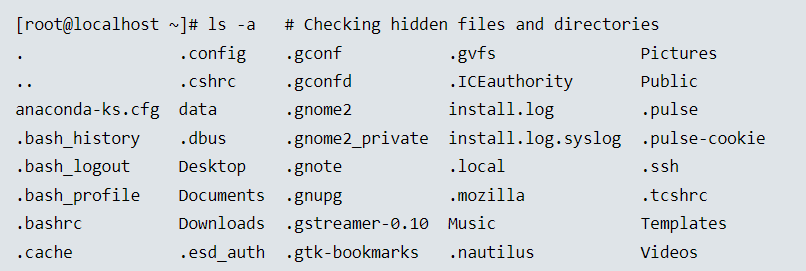 [root@localhost ~]# ls -a   # Checking hidden files and directories
.                .config    .gconf           .gvfs               Pictures
..               .cshrc     .gconfd          .ICEauthority       Public
anaconda-ks.cfg  data       .gnome2          install.log         .pulse
.bash_history    .dbus      .gnome2_private  install.log.syslog  .pulse-cookie
.bash_logout     Desktop    .gnote           .local              .ssh
.bash_profile    Documents  .gnupg           .mozilla            .tcshrc
.bashrc          Downloads  .gstreamer-0.10  Music               Templates
.cache           .esd_auth  .gtk-bookmarks   .nautilus           Videos